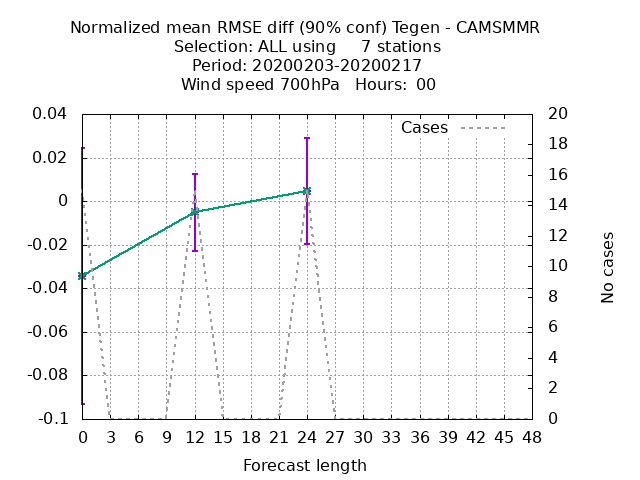 Normalized mean RMSE diff (90% conf) Tegen - CAMSMMR
Selection: ALL using 7 stations
Period: 20200203-20200217
Wind speed 700hPa Hours: 00
Cases
0.04
0.02
0
-0.02
-0.04
-0.06
-0.08
-0.1
20
18
16
14
12
10
8
6
4
2
0
No cases
0 3 6 9 12 15 18 21 24 27 30 33 36 39 42 45 48
Forecast length